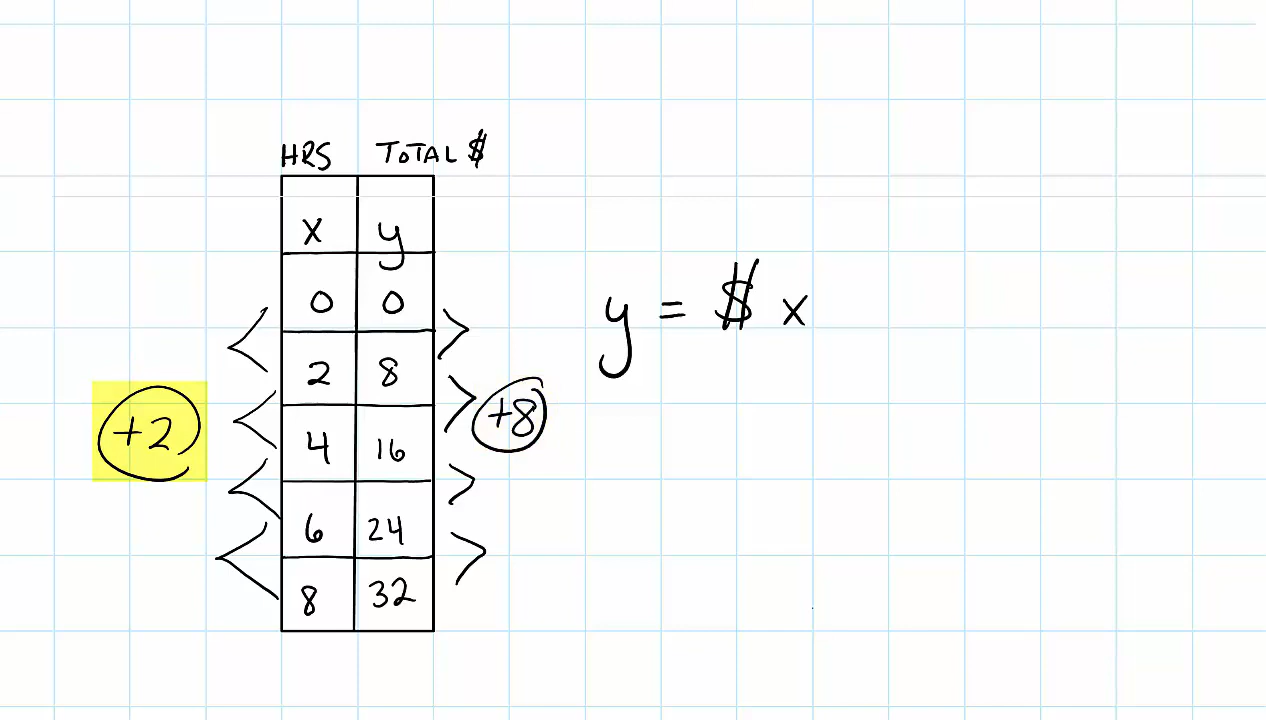 HRS TOTAL $
x y
0 0
2 8
4 16
6 24
8 32
+2
+8
y = $ x